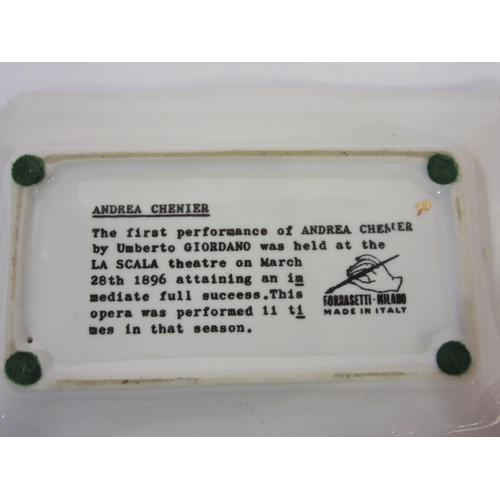 ANDREA CHENIER
The first performance of ANDREA CHENIER
by Umberto GIORDANO was held at the
LA SCALA theatre on March
28th 1896 attaining an im
mediate full success.This
opera was performed 11 ti
mes in that season.
FORNASETTI-MILANO
MADE IN ITALY